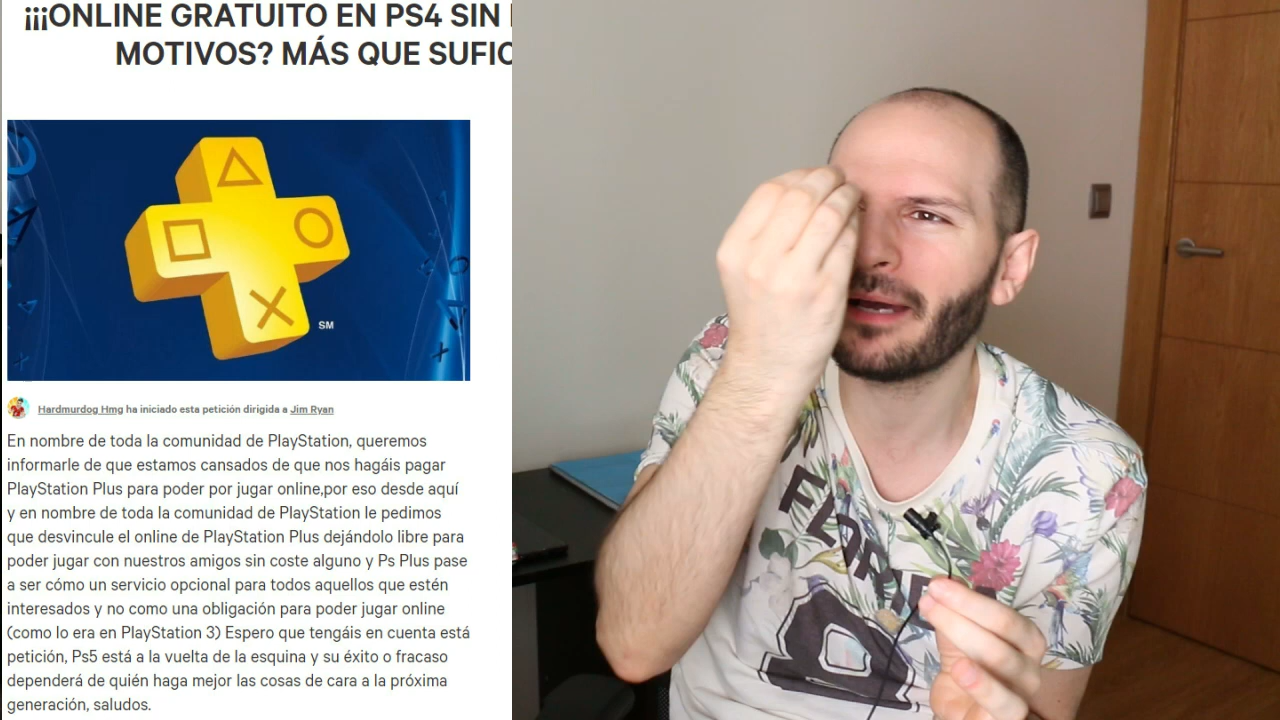 ¡¡¡ONLINE GRATUITO EN PS4 SIN
MOTIVOS? MÁS QUE
SM
Hardmurdog Hmg ha iniciado esta petición dirigida a Jim Ryan
En nombre de toda la comunidad de PlayStation, queremos
informarle de que estamos cansados de que nos hagáis pagar
PlayStation Plus para poder por jugar online,por eso desde aquí
y en nombre de toda la comunidad de PlayStation le pedimos
que desvincule el online de PlayStation Plus dejándolo libre para
poder jugar con nuestros amigos sin coste alguno y Ps Plus pase
a ser cómo un servicio opcional para todos aquellos que estén
interesados y no como una obligación para poder jugar online
(como lo era en PlayStation 3) Espero que tengáis en cuenta está
petición, Ps5 está a la vuelta de la esquina y su éxito o fracaso
dependerá de quién haga mejor las cosas de cara a la próxima
generación, saludos.